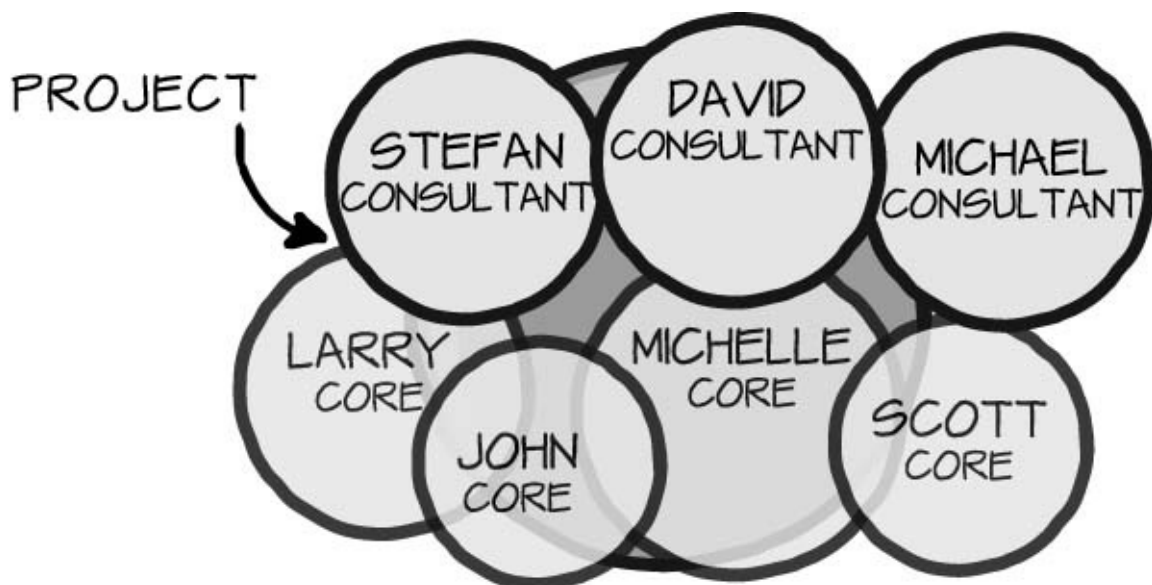 PROJECT
STEFAN
CONSULTANT
DAVID
CONSULTANT
MICHAEL
CONSULTANT
LARRY
CORE
JOHN
CORE
MICHELLE
CORE
SCOTT
CORE